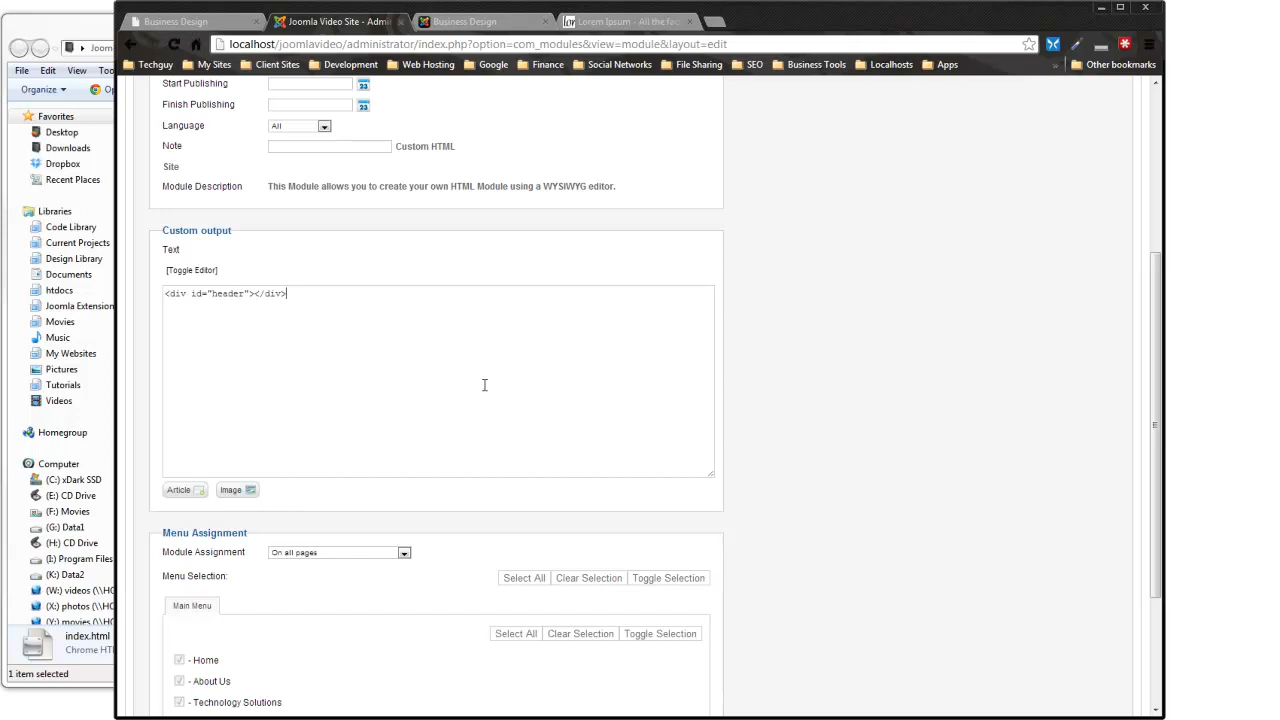 Business Design
Joomla Video Site - Admin
Business Design
Lorem Ipsum - All the fac
Joom
localhost/joomlavideo/administrator/index.php?option=com_modules&view=module&layout=edit
File Edit View Too
Techguy My Sites Client Sites Development Web Hosting Google Finance Social Networks File Sharing SEO Business Tools Localhosts Apps » Other bookmarks
Organize
Favorites
Desktop
Downloads
Dropbox
Recent Places
Libraries
Code Library
Current Projects
Design Library
Documents
htdocs
Joomla Extension
Movies
Music
My Websites
Pictures
Tutorials
Videos
Homegroup
Computer
(C:) xDark SSD
(E:) CD Drive
(F:) Movies
(G:) Data1
(H:) CD Drive
(I:) Program Files
(K:) Data2
(W:) videos (\\HO
(X:) photos (\\HO
(Y:) movies (\\HO
index.html
Chrome HTM
1 item selected
Start Publishing 23
Finish Publishing 23
Language All
Note Custom HTML
Site
Module Description This Module allows you to create your own HTML Module using a WYSIWYG editor.
Custom output
Text
[Toggle Editor]
<div id="header"></div>
Article Image
Menu Assignment
Module Assignment On all pages
Menu Selection: Select All Clear Selection Toggle Selection
Main Menu
Select All Clear Selection Toggle Selection
- Home
- About Us
- Technology Solutions